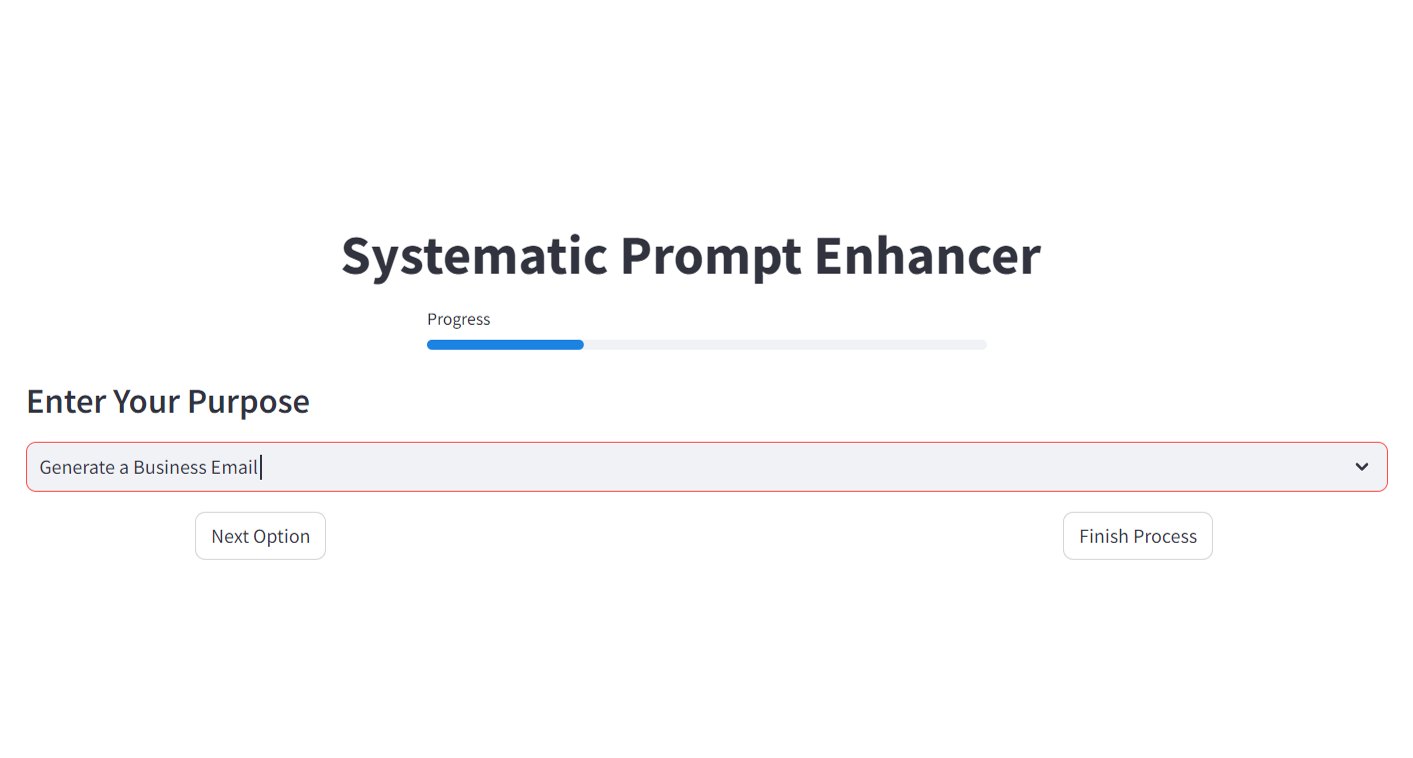 Systematic Prompt Enhancer
Progress
Enter Your Purpose
Generate a Business Email
Next Option
Finish Process